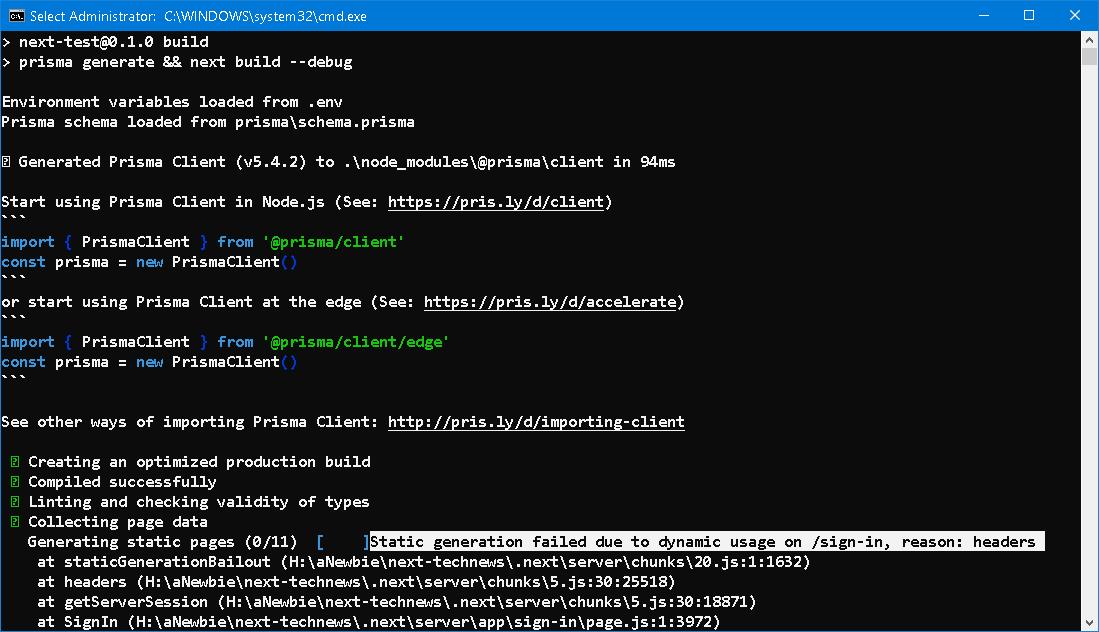 Select Administrator: C:\WINDOWS\system32\cmd.exe
> next-test@0.1.0 build
> prisma generate && next build --debug
Environment variables loaded from .env
Prisma schema loaded from prisma\schema.prisma
Generated Prisma Client (v5.4.2) to .\node_modules\@prisma\client in 94ms
Start using Prisma Client in Node.js (See: https://pris.ly/d/client)
```
import { PrismaClient } from '@prisma/client'
const prisma = new PrismaClient()
```
or start using Prisma Client at the edge (See: https://pris.ly/d/accelerate)
```
import { PrismaClient } from '@prisma/client/edge'
const prisma = new PrismaClient()
```
See other ways of importing Prisma Client: http://pris.ly/d/importing-client
Creating an optimized production build
Compiled successfully
Linting and checking validity of types
Collecting page data
Generating static pages (0/11) [ ]Static generation failed due to dynamic usage on /sign-in, reason: headers
at staticGenerationBailout (H:\aNewbie\next-technews\.next\server\chunks\20.js:1:1632)
at headers (H:\aNewbie\next-technews\.next\server\chunks\5.js:30:25518)
at getServerSession (H:\aNewbie\next-technews\.next\server\chunks\5.js:30:18871)
at SignIn (H:\aNewbie\next-technews\.next\server\app\sign-in\page.js:1:3972)